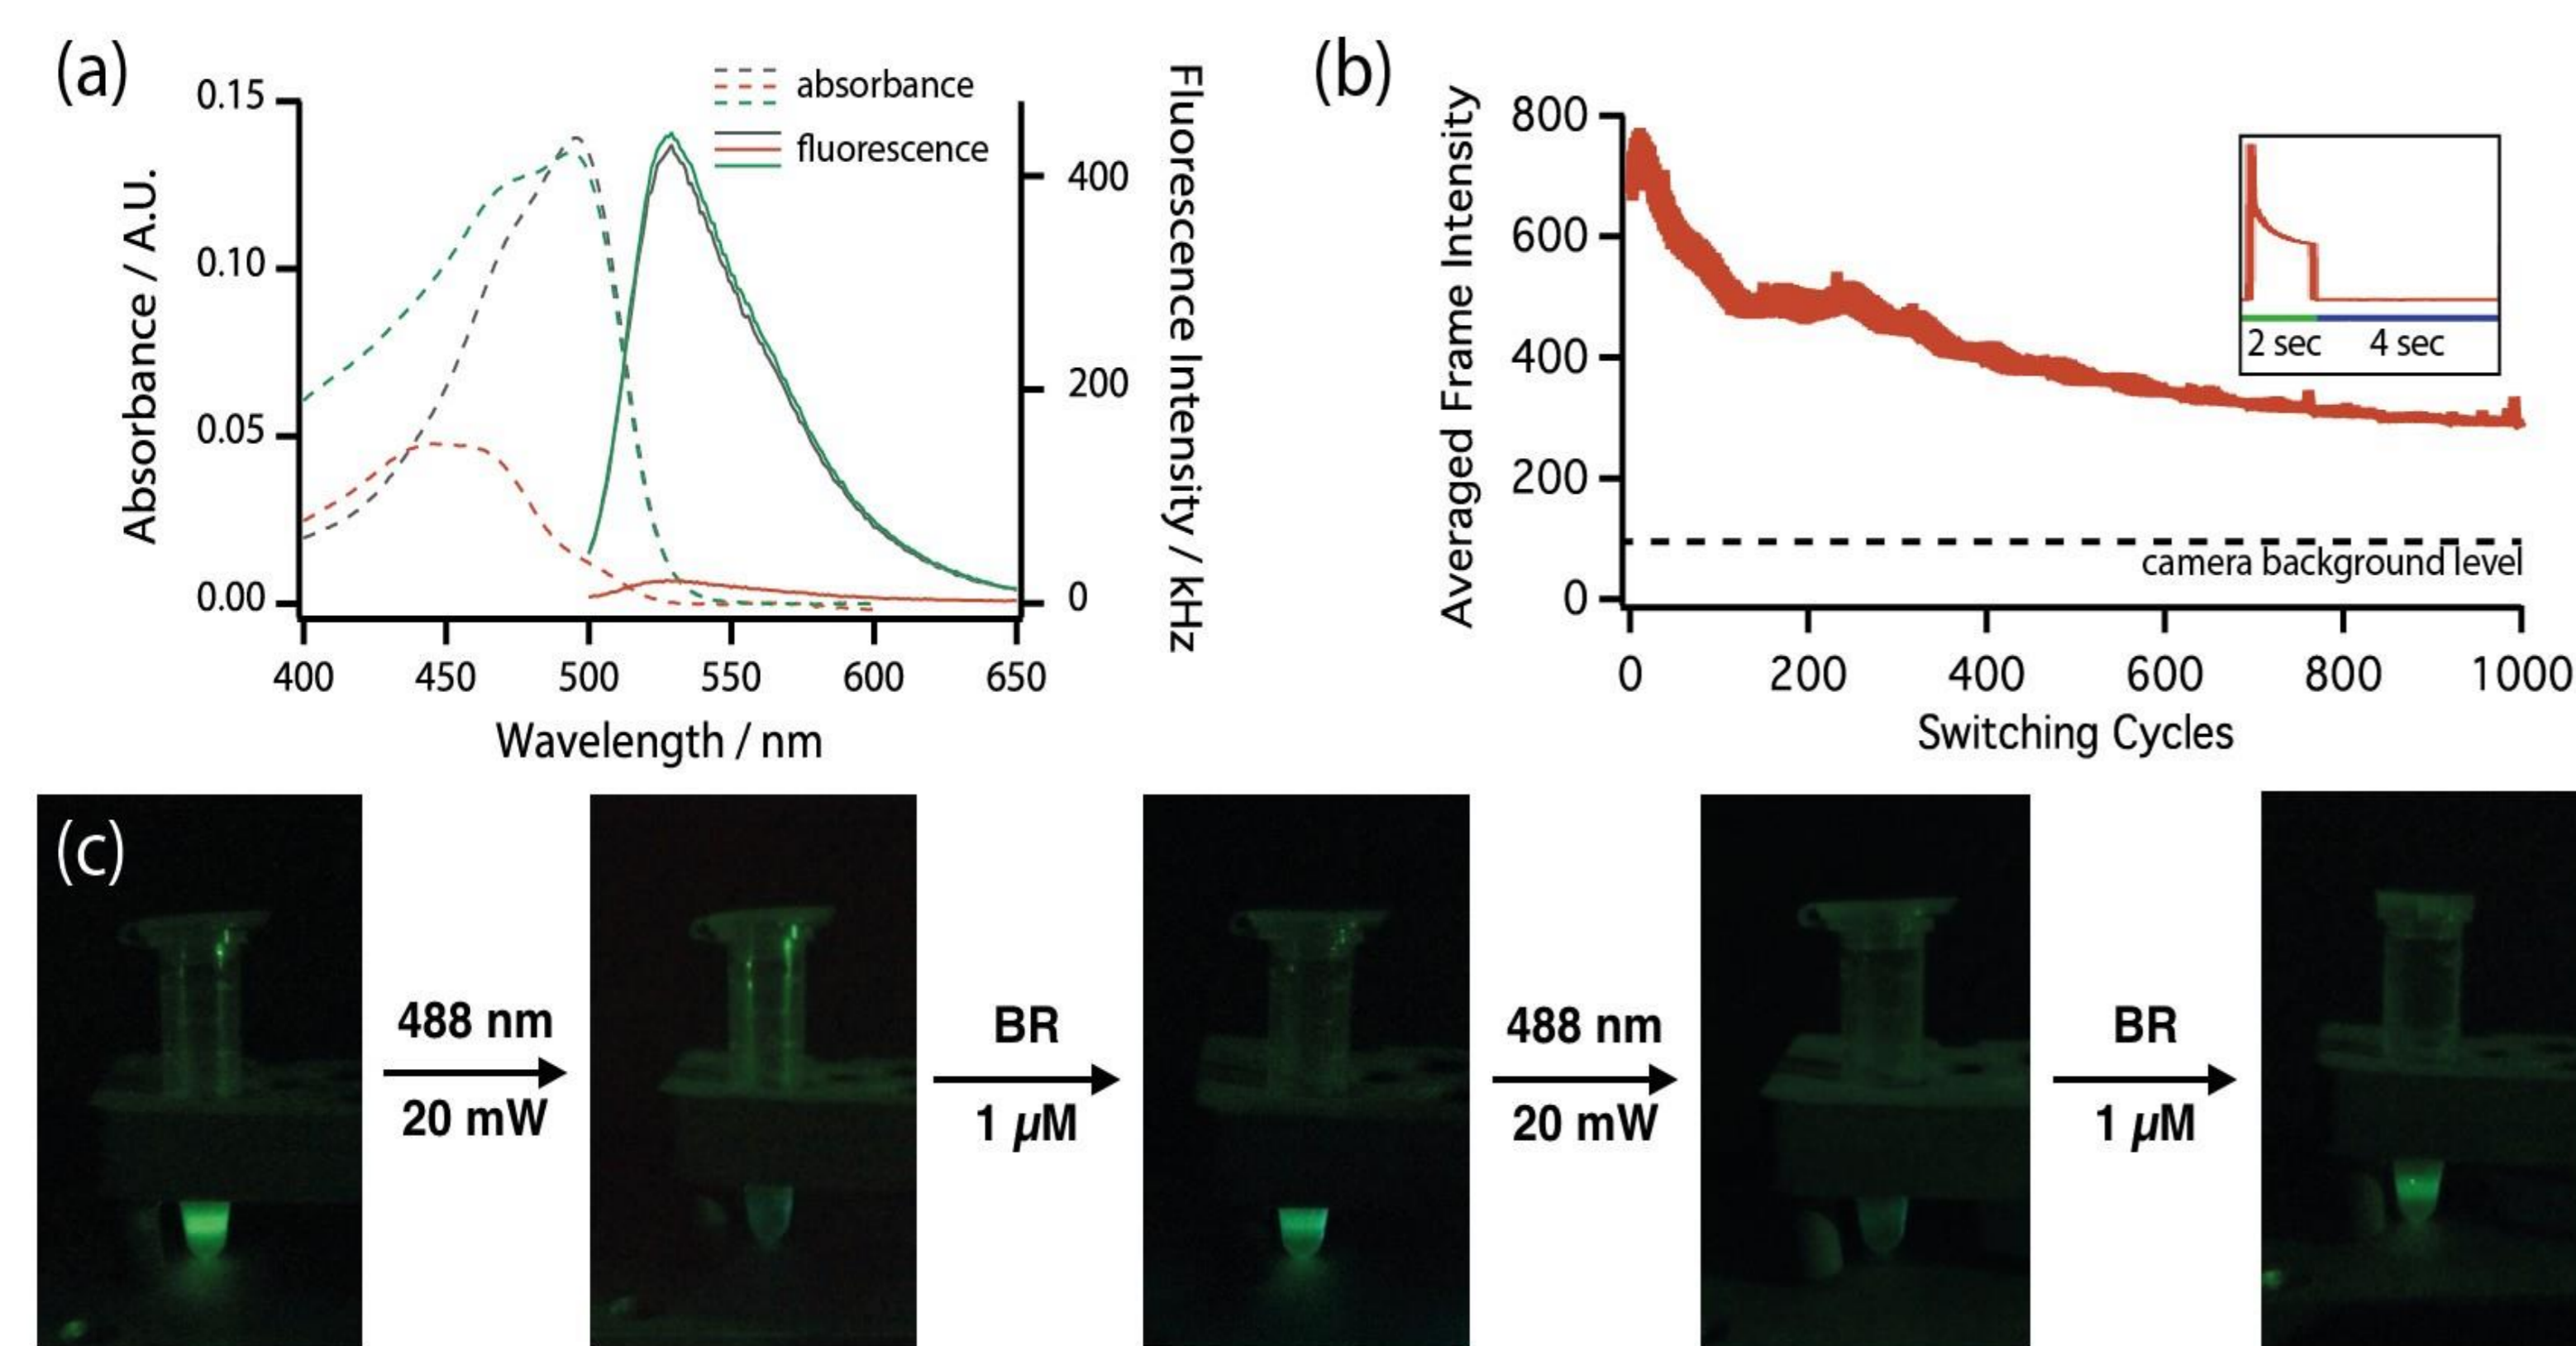 (a)
absorbance
fluorescence
0.15
0.10
0.05
0.00
Absorbance / A.U.
400
200
0
Fluorescence Intensity / kHz
400 450 500 550 600 650
Wavelength / nm
(b)
800
600
400
200
0
Averaged Frame Intensity
2 sec 4 sec
camera background level
0 200 400 600 800 1000
Switching Cycles
(c)
488 nm
20 mW
BR
1 µM
488 nm
20 mW
BR
1 µM